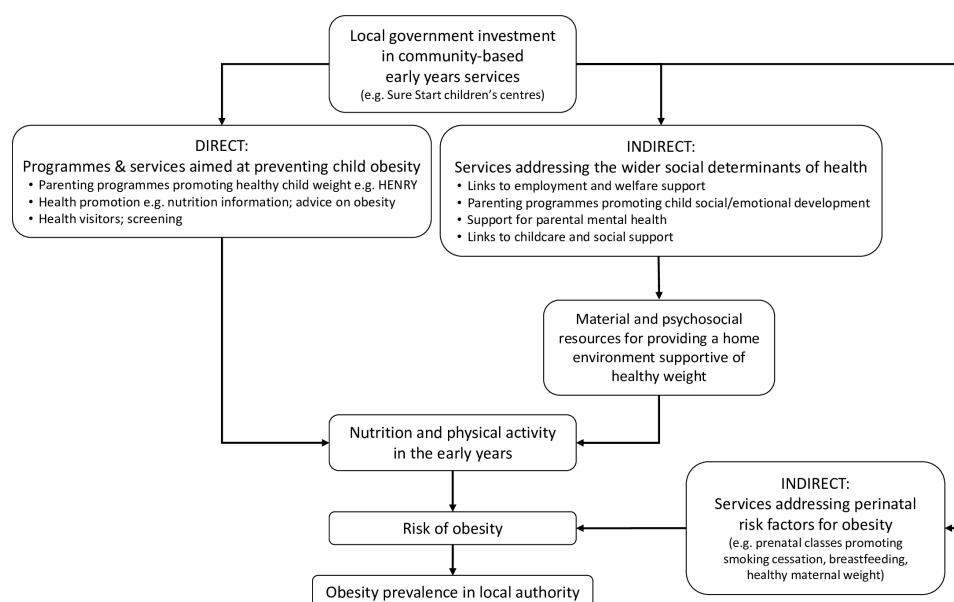 Local government investment
in community-based
early years services
(e.g. Sure Start children's centres)
DIRECT:
Programmes & services aimed at preventing child obesity
• Parenting programmes promoting healthy child weight e.g. HENRY
• Health promotion e.g. nutrition information; advice on obesity
• Health visitors; screening
INDIRECT:
Services addressing the wider social determinants of health
• Links to employment and welfare support
• Parenting programmes promoting child social/emotional development
• Support for parental mental health
• Links to childcare and social support
Material and psychosocial
resources for providing a home
environment supportive of
healthy weight
Nutrition and physical activity
in the early years
INDIRECT:
Services addressing perinatal
risk factors for obesity
(e.g. prenatal classes promoting
smoking cessation, breastfeeding,
healthy maternal weight)
Risk of obesity
Obesity prevalence in local authority